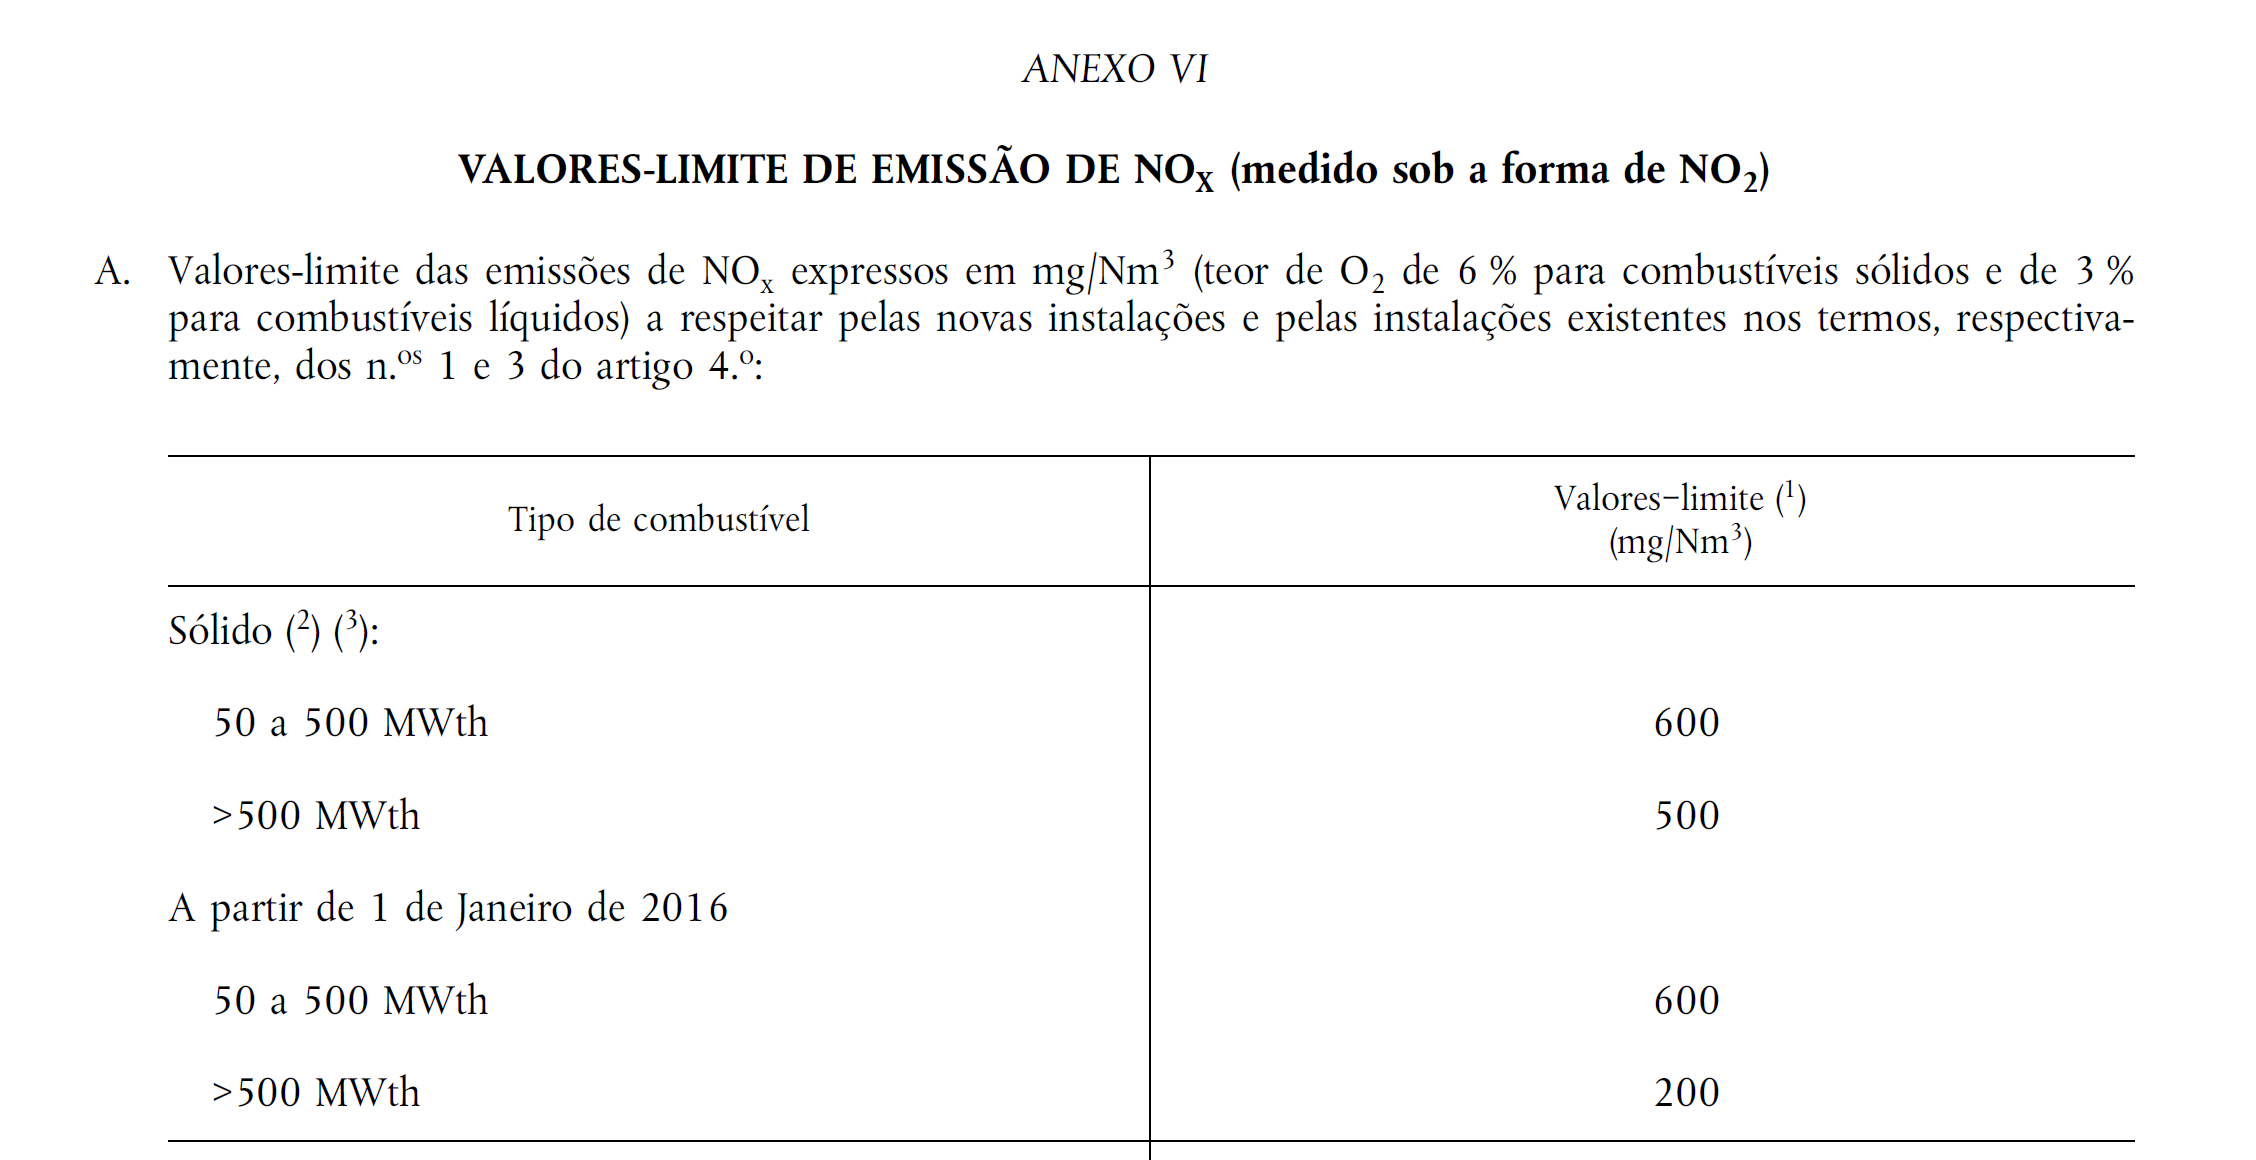 ANEXO VI
VALORES-LIMITE DE EMISSÃO DE NOX (medido sob a forma de NO2)
A. Valores-limite das emissões de NOx expressos em mg/Nm³ (teor de O2 de 6 % para combustíveis sólidos e de 3 %
para combustíveis líquidos) a respeitar pelas novas instalações e pelas instalações existentes nos termos, respectiva-
mente, dos n.os 1 e 3 do artigo 4.º:
Tipo de combustível
Valores-limite (1)
(mg/Nm³)
Sólido (2) (3):
50 a 500 MWth 600
>500 MWth 500
A partir de 1 de Janeiro de 2016
50 a 500 MWth 600
>500 MWth 200